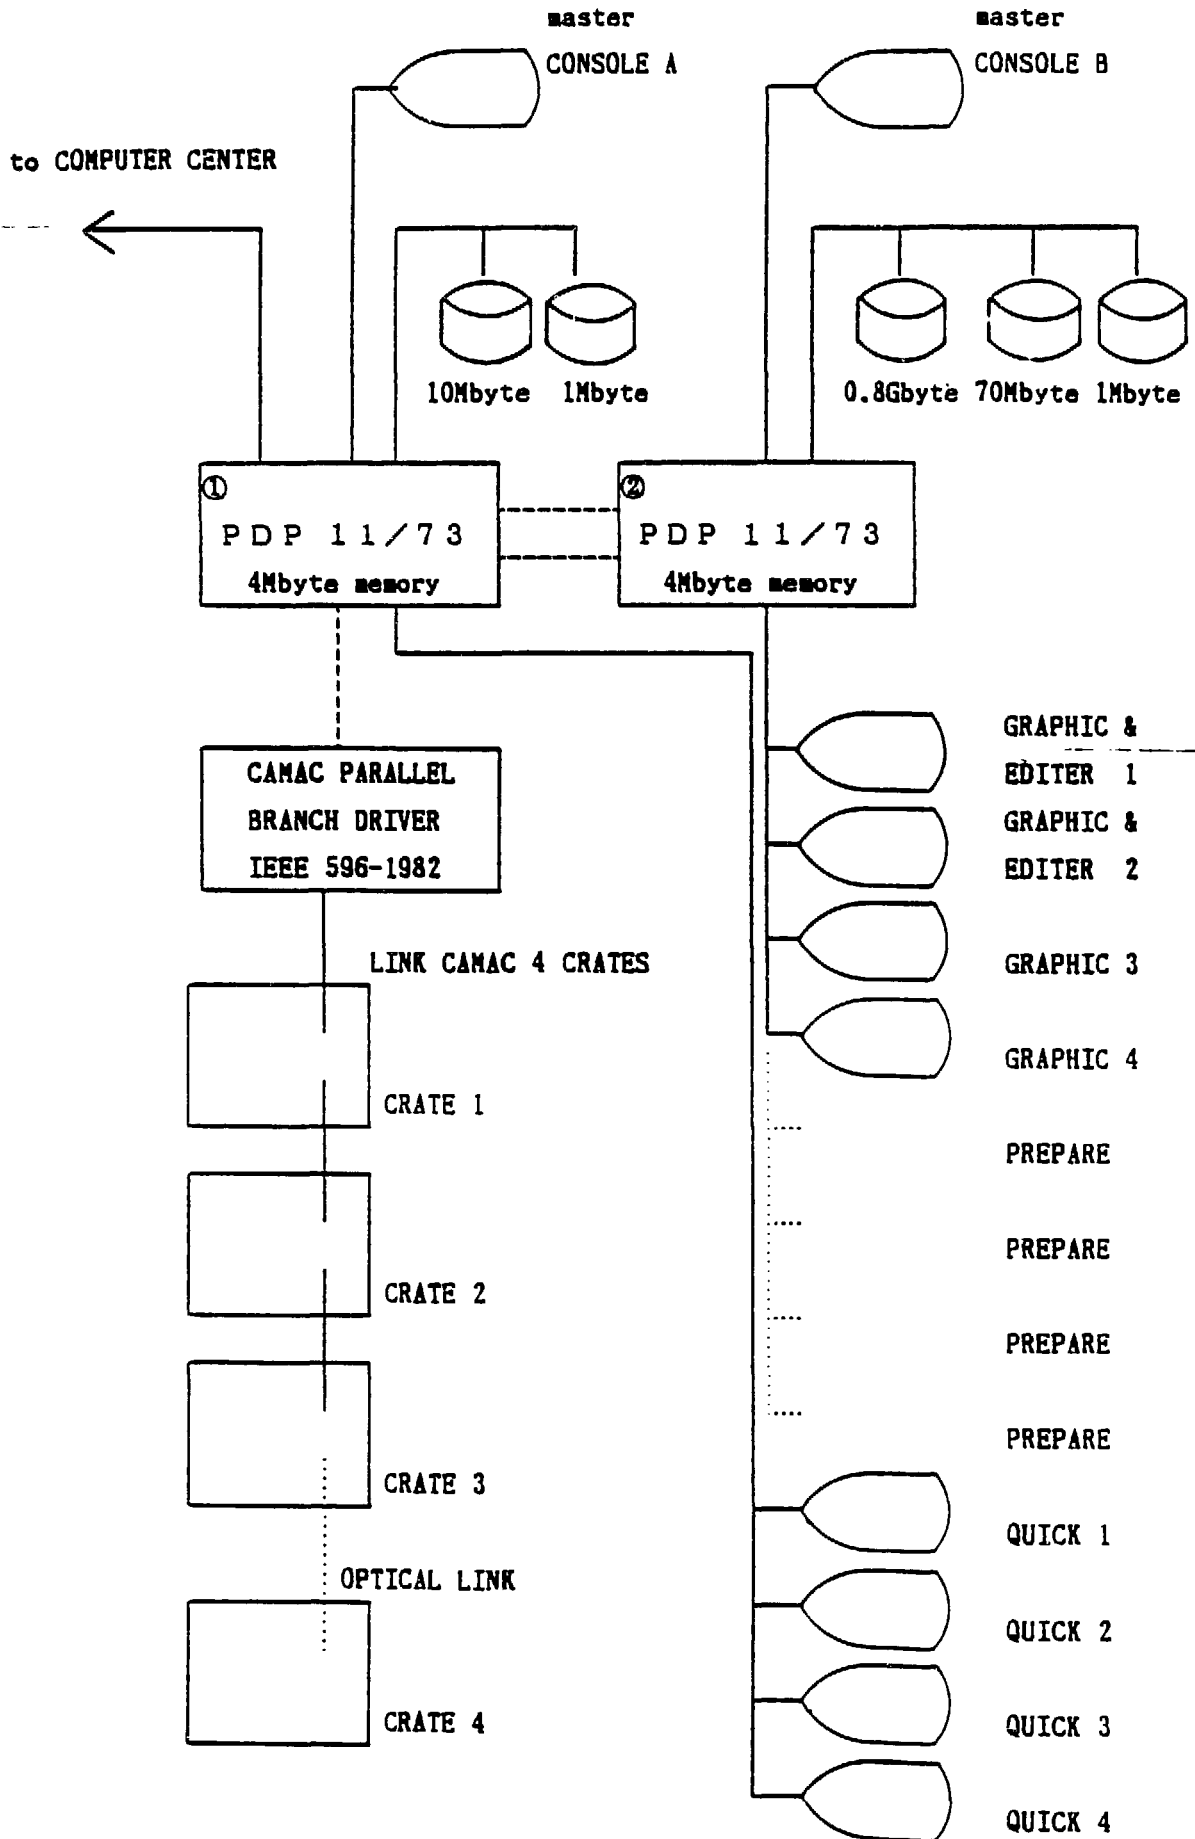 master
CONSOLE A
master
CONSOLE B
to COMPUTER CENTER
10Mbyte 1Mbyte
0.8Gbyte 70Mbyte 1Mbyte
①
PDP 11/73
4Mbyte memory
②
PDP 11/73
4Mbyte memory
CAMAC PARALLEL
BRANCH DRIVER
IEEE 596-1982
LINK CAMAC 4 CRATES
CRATE 1
CRATE 2
CRATE 3
OPTICAL LINK
CRATE 4
GRAPHIC &
EDITER 1
GRAPHIC &
EDITER 2
GRAPHIC 3
GRAPHIC 4
PREPARE
PREPARE
PREPARE
PREPARE
QUICK 1
QUICK 2
QUICK 3
QUICK 4